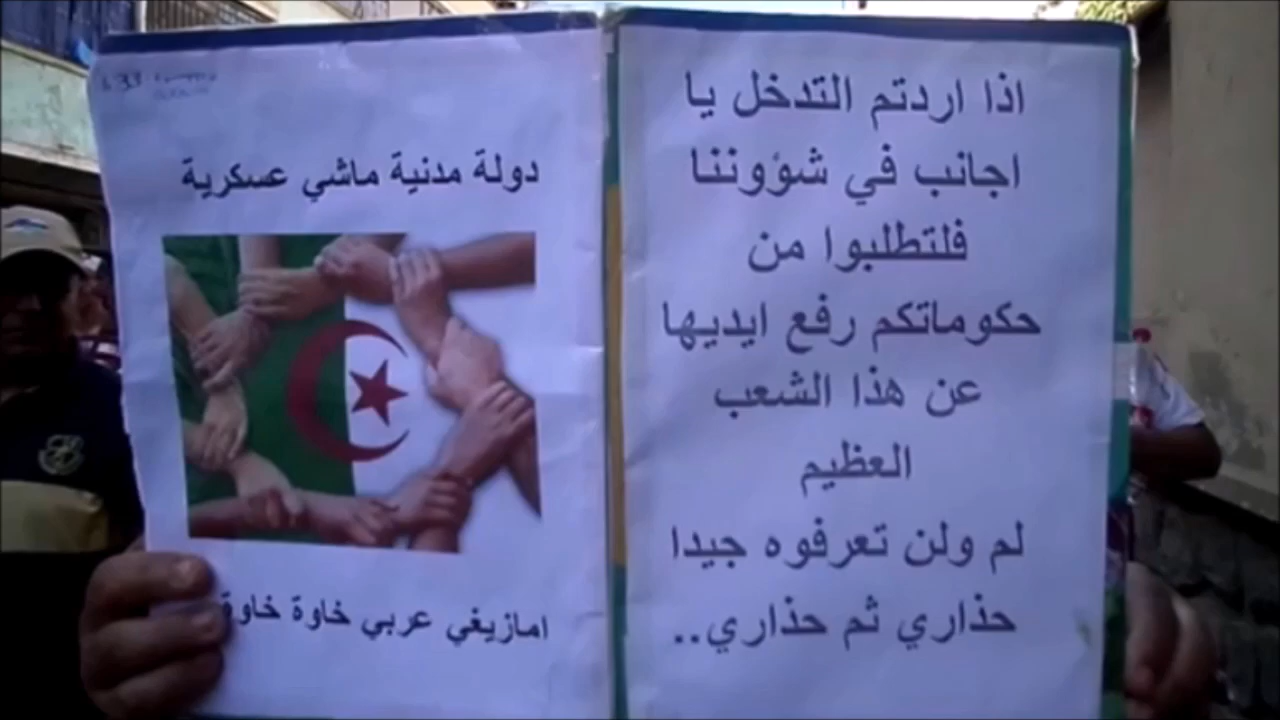 اذا اردتم التدخل يا
اجانب في شؤوننا
فلتطلبوا من
حكوماتكم رفع ايديها
عن هذا الشعب
العظيم
لم ولن تعرفوه جيدا
حذاري ثم حذاري..
دولة مدنية ماشي عسكرية
امازيغي عربي خاوة خاوة